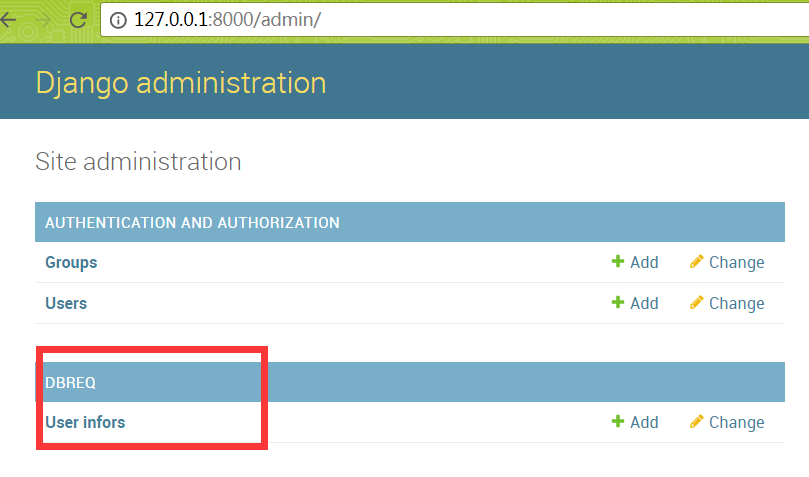 127.0.0.1:8000/admin/
Django administration
Site administration
AUTHENTICATION AND AUTHORIZATION
Groups Add Change
Users Add Change
DBREQ
User infors Add Change